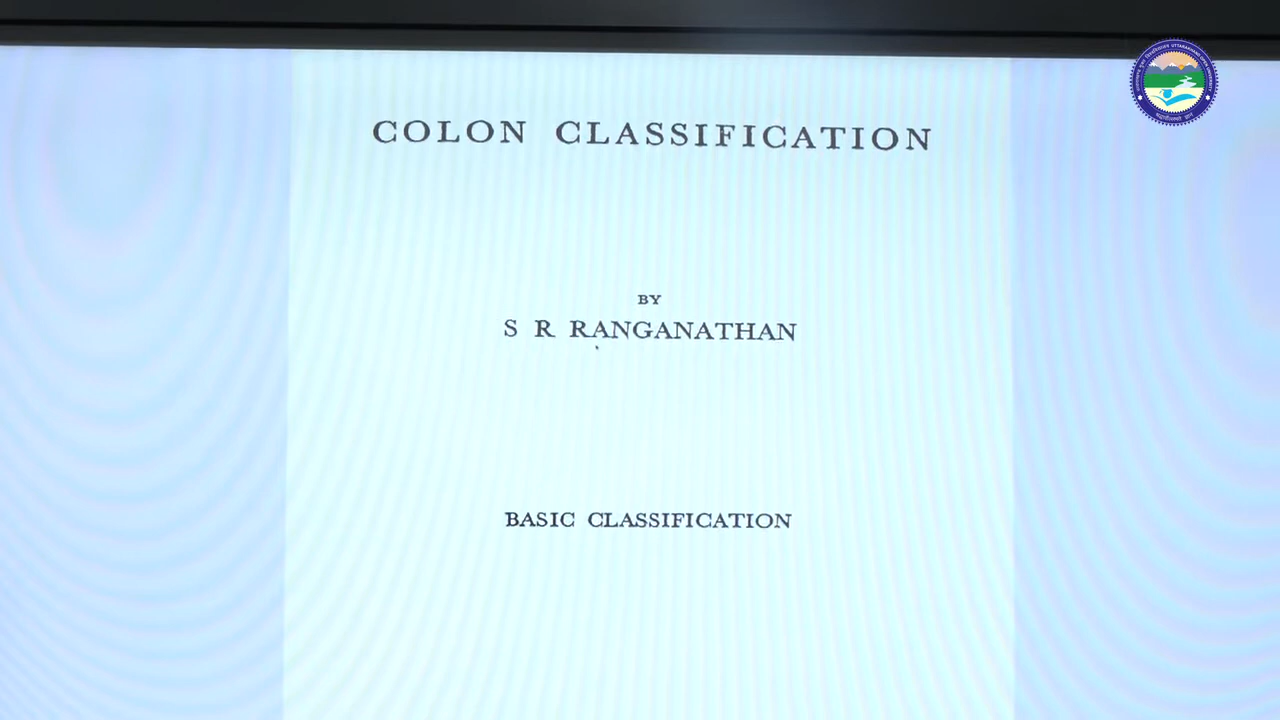 COLON CLASSIFICATION
BY
S R RANGANATHAN
BASIC CLASSIFICATION